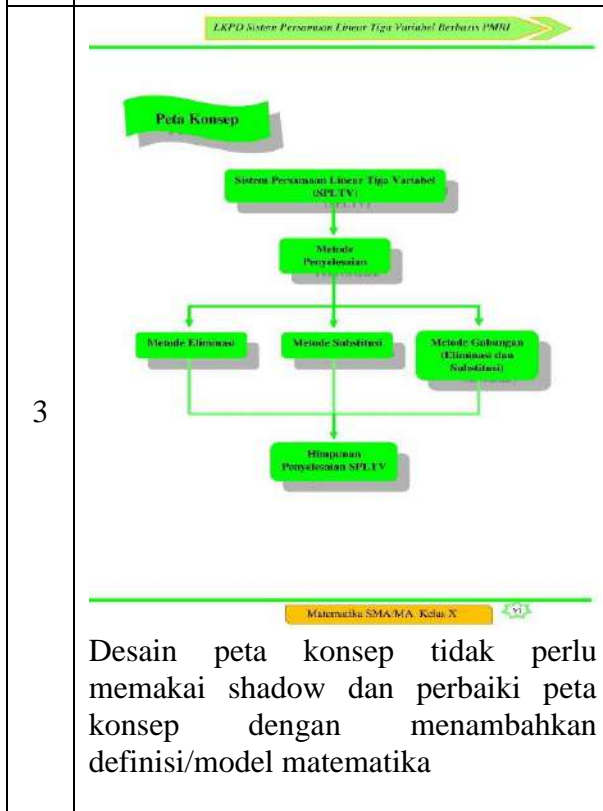 LKPD Sistem Persamaan Linear Tiga Variabel Berbasis PMRI
Peta Konsep
Sistem Persamaan Linear Tiga Variabel
(SPLTV)
Metode
Penyelesaian
Metode Eliminasi
Metode Substitusi
Metode Gabungan
(Eliminasi dan
Substitusi)
3
Himpunan
Penyelesaian SPLTV
Matematika SMA/MA Kelas X
Desain peta konsep tidak perlu
memakai shadow dan perbaiki peta
konsep dengan menambahkan
definisi/model matematika